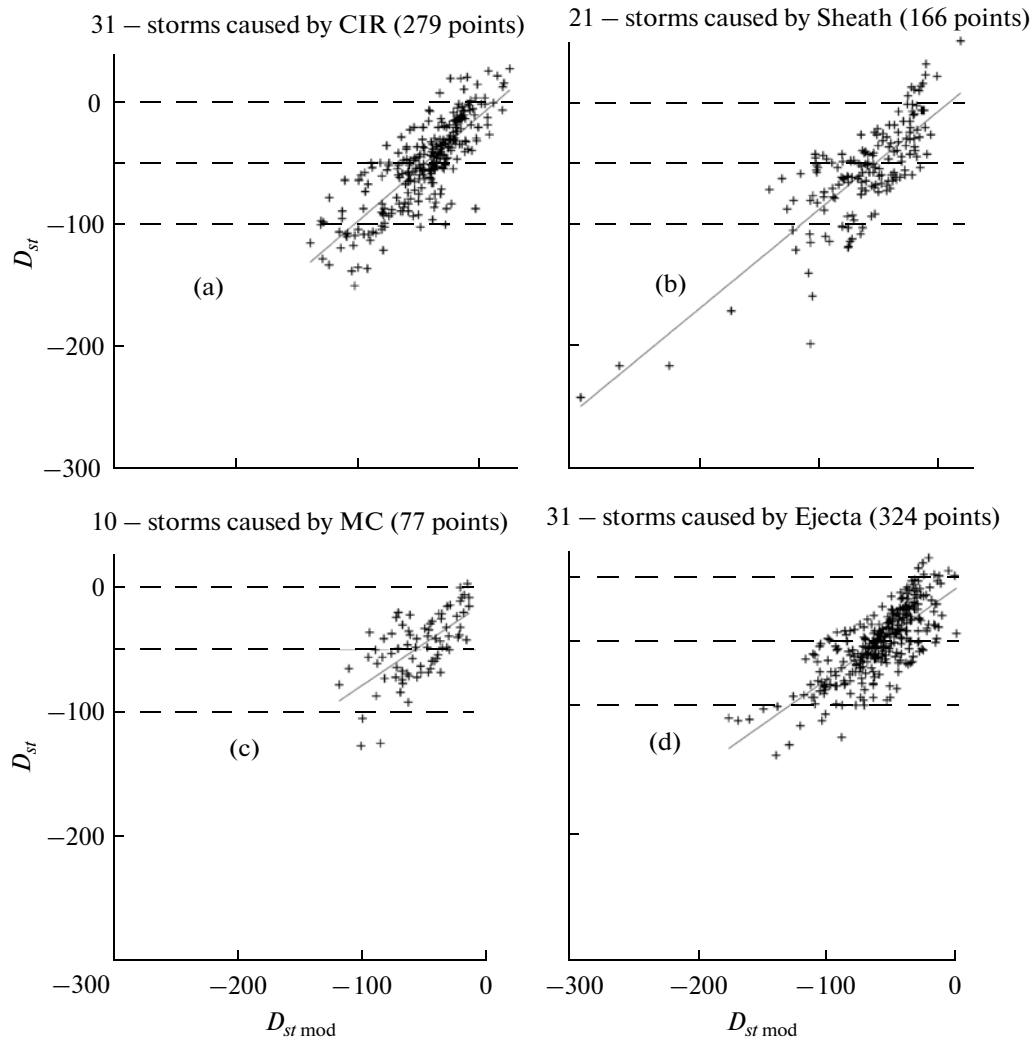 31 – storms caused by CIR (279 points)
21 – storms caused by Sheath (166 points)
0
−100
−200
−300
D_st
(a)
(b)
10 – storms caused by MC (77 points)
31 – storms caused by Ejecta (324 points)
0
−100
−200
D_st
(c)
(d)
−300
−200
−100
0
−300
−200
−100
0
D_st mod
D_st mod